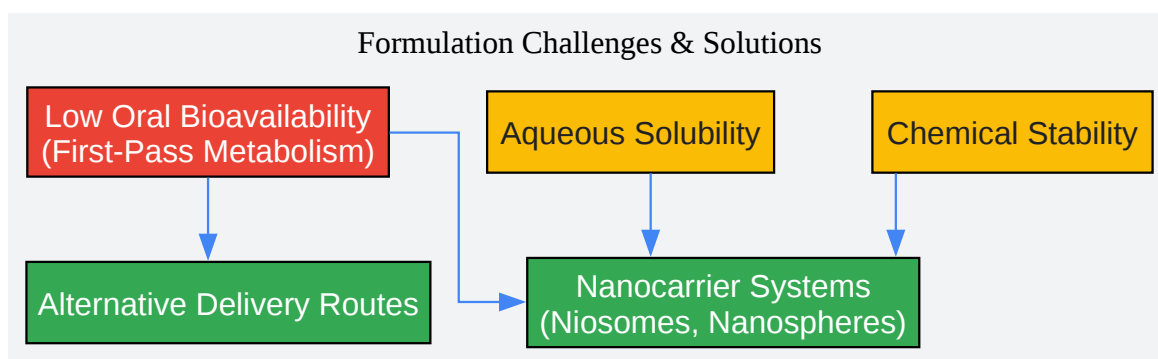 Formulation Challenges & Solutions
Low Oral Bioavailability
(First-Pass Metabolism)
Aqueous Solubility
Chemical Stability
Alternative Delivery Routes
Nanocarrier Systems
(Niosomes, Nanospheres)